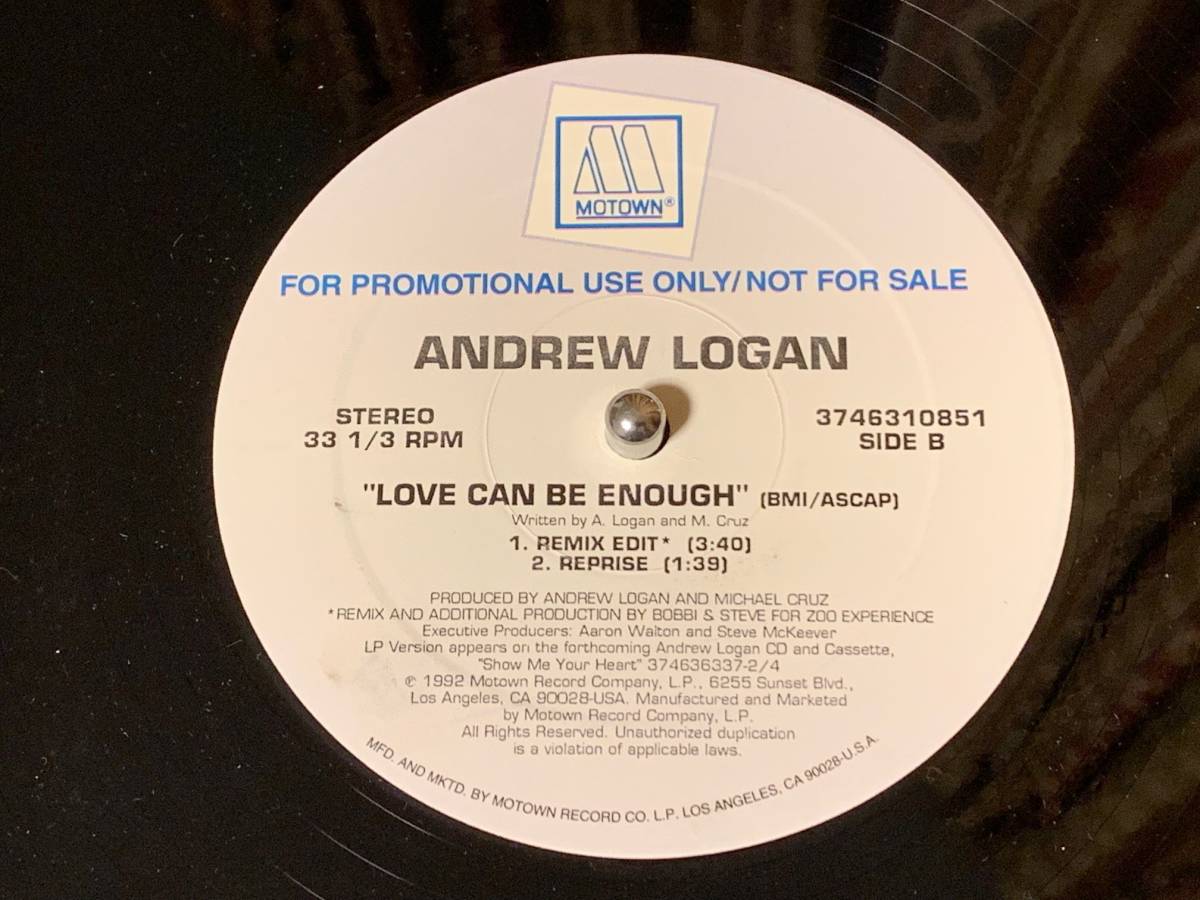 MOTOWN®
FOR PROMOTIONAL USE ONLY/NOT FOR SALE
ANDREW LOGAN
STEREO
33 1/3 RPM
3746310851
SIDE B
"LOVE CAN BE ENOUGH" (BMI/ASCAP)
Written by A. Logan and M. Cruz
1. REMIX EDIT* (3:40)
2. REPRISE (1:39)
PRODUCED BY ANDREW LOGAN AND MICHAEL CRUZ
*REMIX AND ADDITIONAL PRODUCTION BY BOBBI & STEVE FOR ZOO EXPERIENCE
Executive Producers: Aaron Walton and Steve McKeever
LP Version appears on the forthcoming Andrew Logan CD and Cassette,
"Show Me Your Heart" 374636337-2/4
℗ 1992 Motown Record Company, L.P., 6255 Sunset Blvd.,
Los Angeles, CA 90028-USA. Manufactured and Marketed
by Motown Record Company, L.P.
All Rights Reserved. Unauthorized duplication
is a violation of applicable laws.
MFD. AND MKTD. BY MOTOWN RECORD CO. L.P. LOS ANGELES, CA 90028-U.S.A.